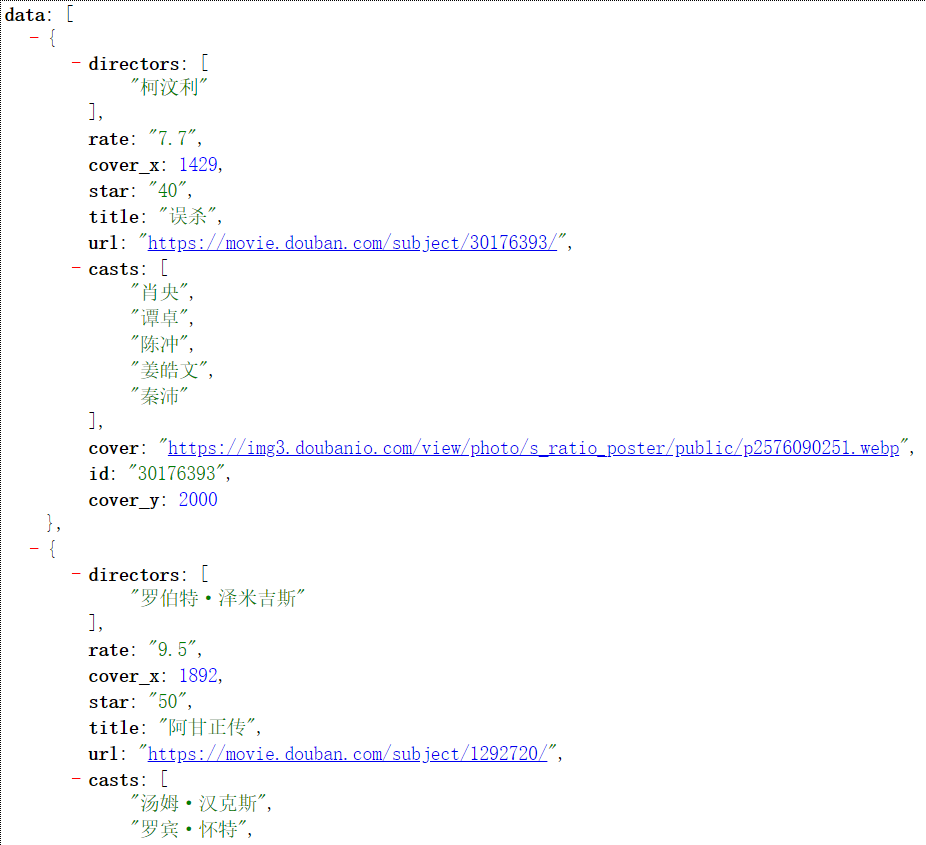 data: [
- {
- directors: [
"柯汶利"
],
rate: "7.7",
cover_x: 1429,
star: "40",
title: "误杀",
url: "https://movie.douban.com/subject/30176393/",
- casts: [
"肖央",
"谭卓",
"陈冲",
"姜皓文",
"秦沛"
],
cover: "https://img3.doubanio.com/view/photo/s_ratio_poster/public/p2576090251.webp",
id: "30176393",
cover_y: 2000
},
- {
- directors: [
"罗伯特·泽米吉斯"
],
rate: "9.5",
cover_x: 1892,
star: "50",
title: "阿甘正传",
url: "https://movie.douban.com/subject/1292720/",
- casts: [
"汤姆·汉克斯",
"罗宾·怀特",